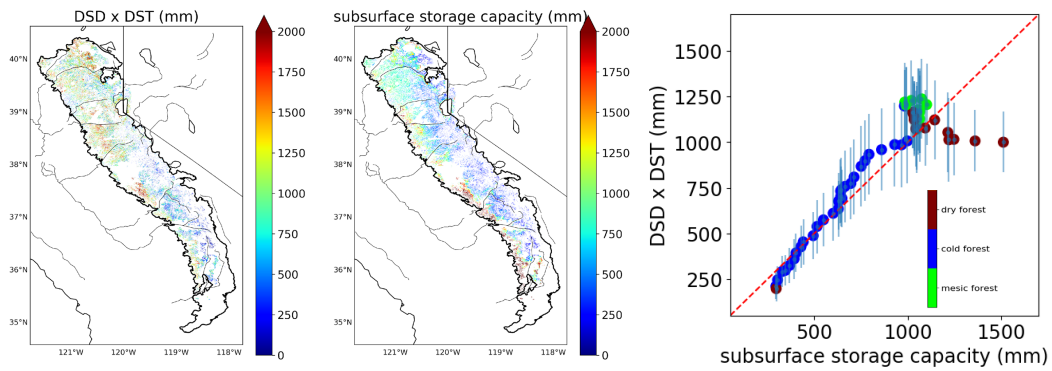 DSD x DST (mm)
40°N
39°N
38°N
37°N
36°N
35°N
121°W 120°W 119°W 118°W
2000
1750
1500
1250
1000
750
500
250
0
subsurface storage capacity (mm)
40°N
39°N
38°N
37°N
36°N
35°N
121°W 120°W 119°W 118°W
2000
1750
1500
1250
1000
750
500
250
0
DSD x DST (mm)
1500
1250
1000
750
500
250
dry forest
cold forest
mesic forest
500 1000 1500
subsurface storage capacity (mm)